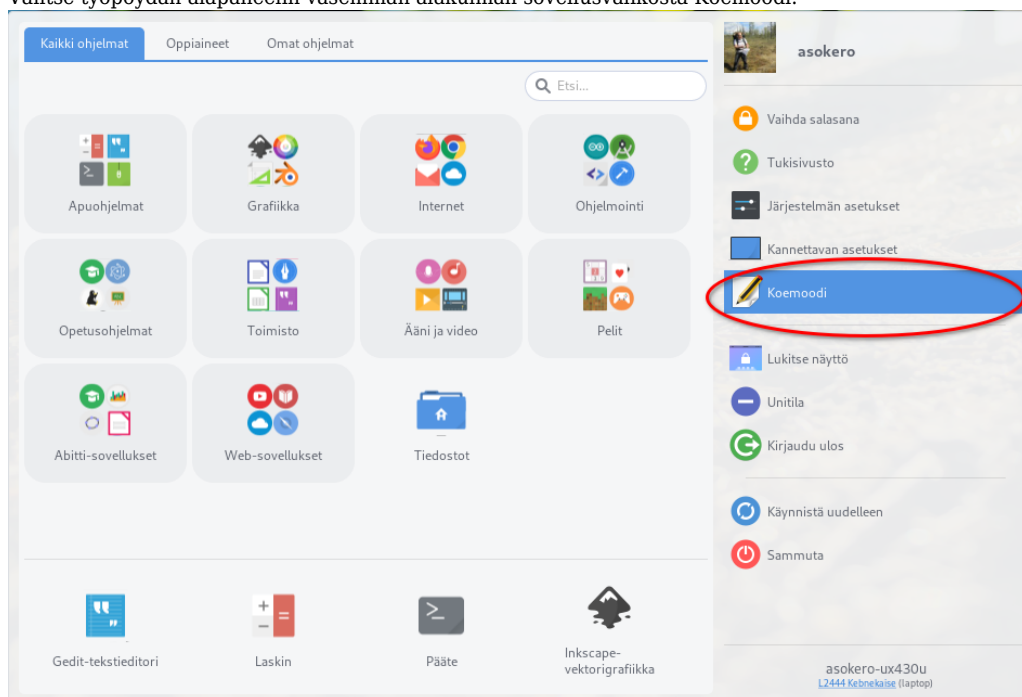 Valitse työpöydän alapaneelin vasemman alakulman sovellusvalikosta Koemoodi.
Kaikki ohjelmat
Oppiaineet
Omat ohjelmat
Etsi...
Apuohjelmat
Grafiikka
Internet
Ohjelmointi
Opetusohjelmat
Toimisto
Ääni ja video
Pelit
Abitti-sovellukset
Web-sovellukset
Tiedostot
Gedit-tekstieditori
Laskin
Pääte
Inkscape-
vektorigrafiikka
asokero
Vaihda salasana
Tukisivusto
Järjestelmän asetukset
Kannettavan asetukset
Koemoodi
Lukitse näyttö
Unitila
Kirjaudu ulos
Käynnistä uudelleen
Sammuta
asokero-ux430u
L2444 Kebnekaise (laptop)